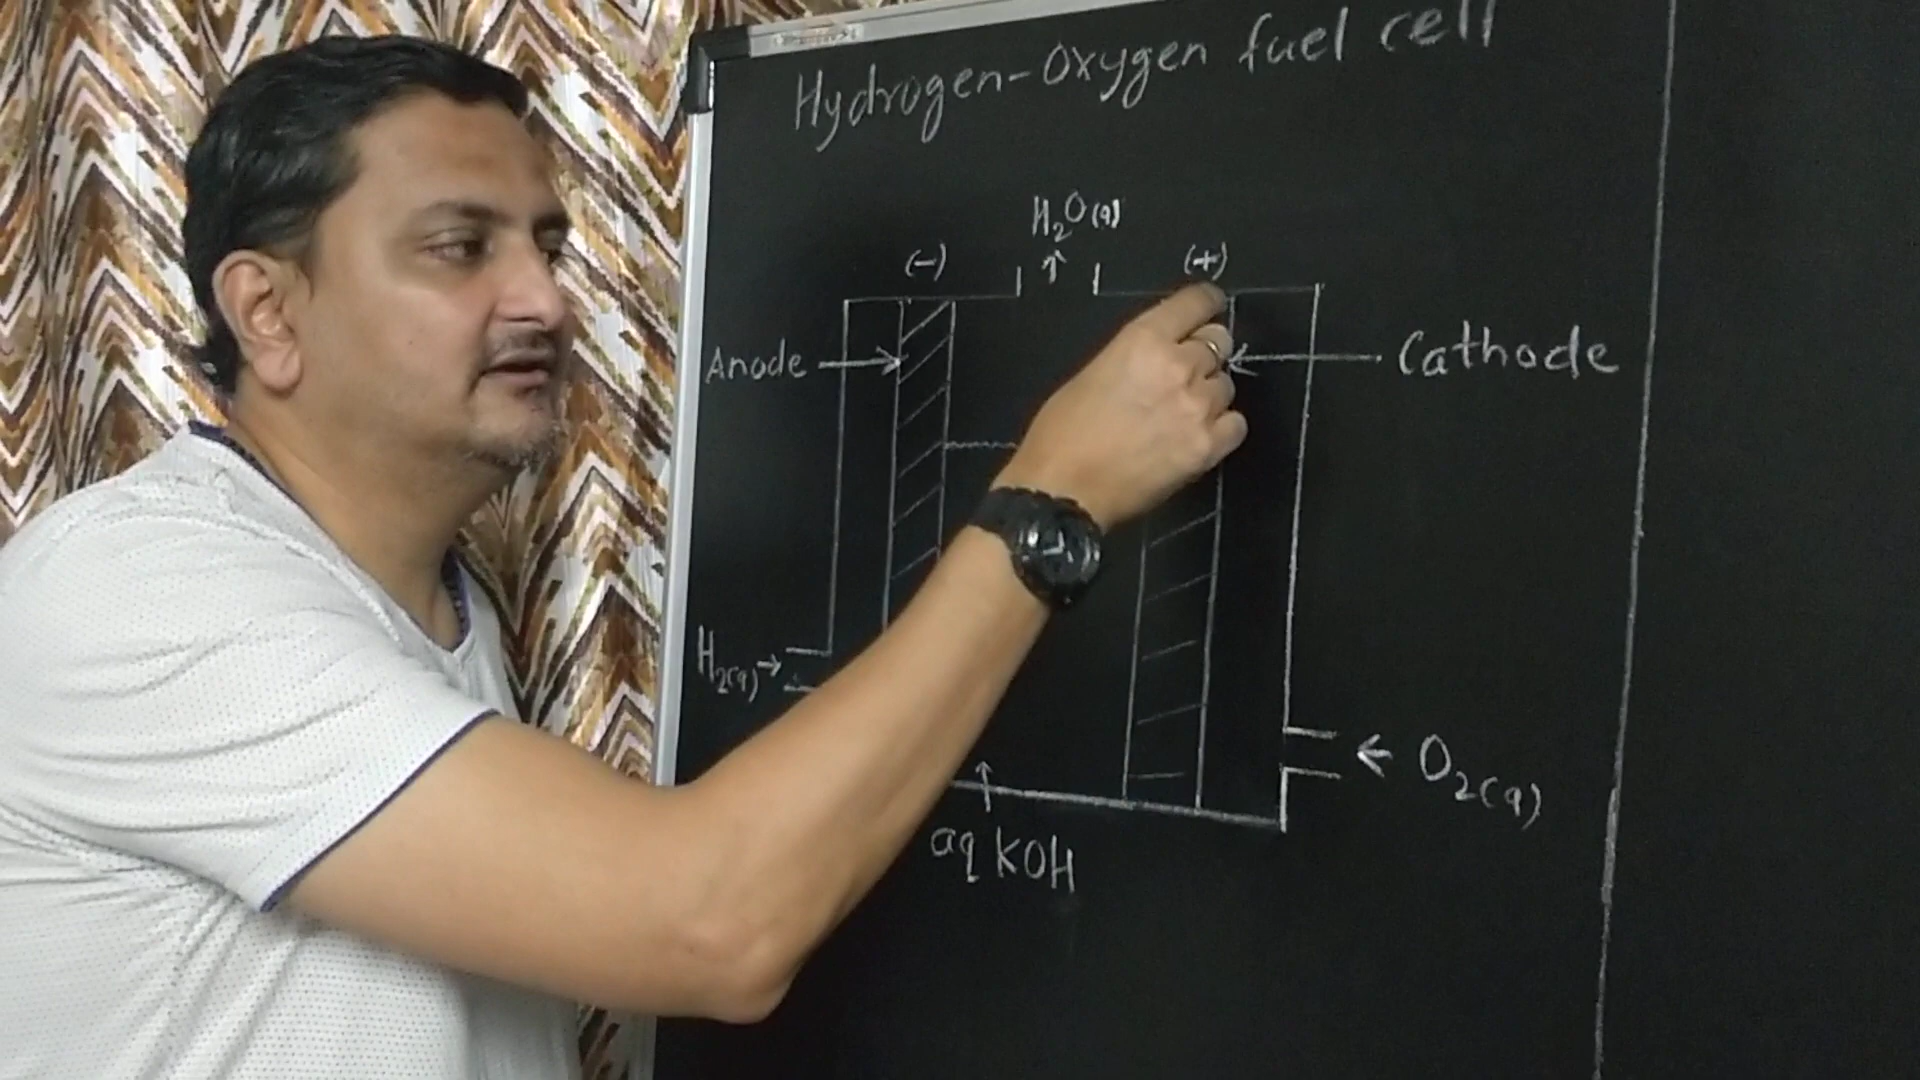 Hydrogen-Oxygen fuel cell
H2O(g)
(-)
(+)
Anode
Cathode
H2(g)
O2(g)
aq KOH